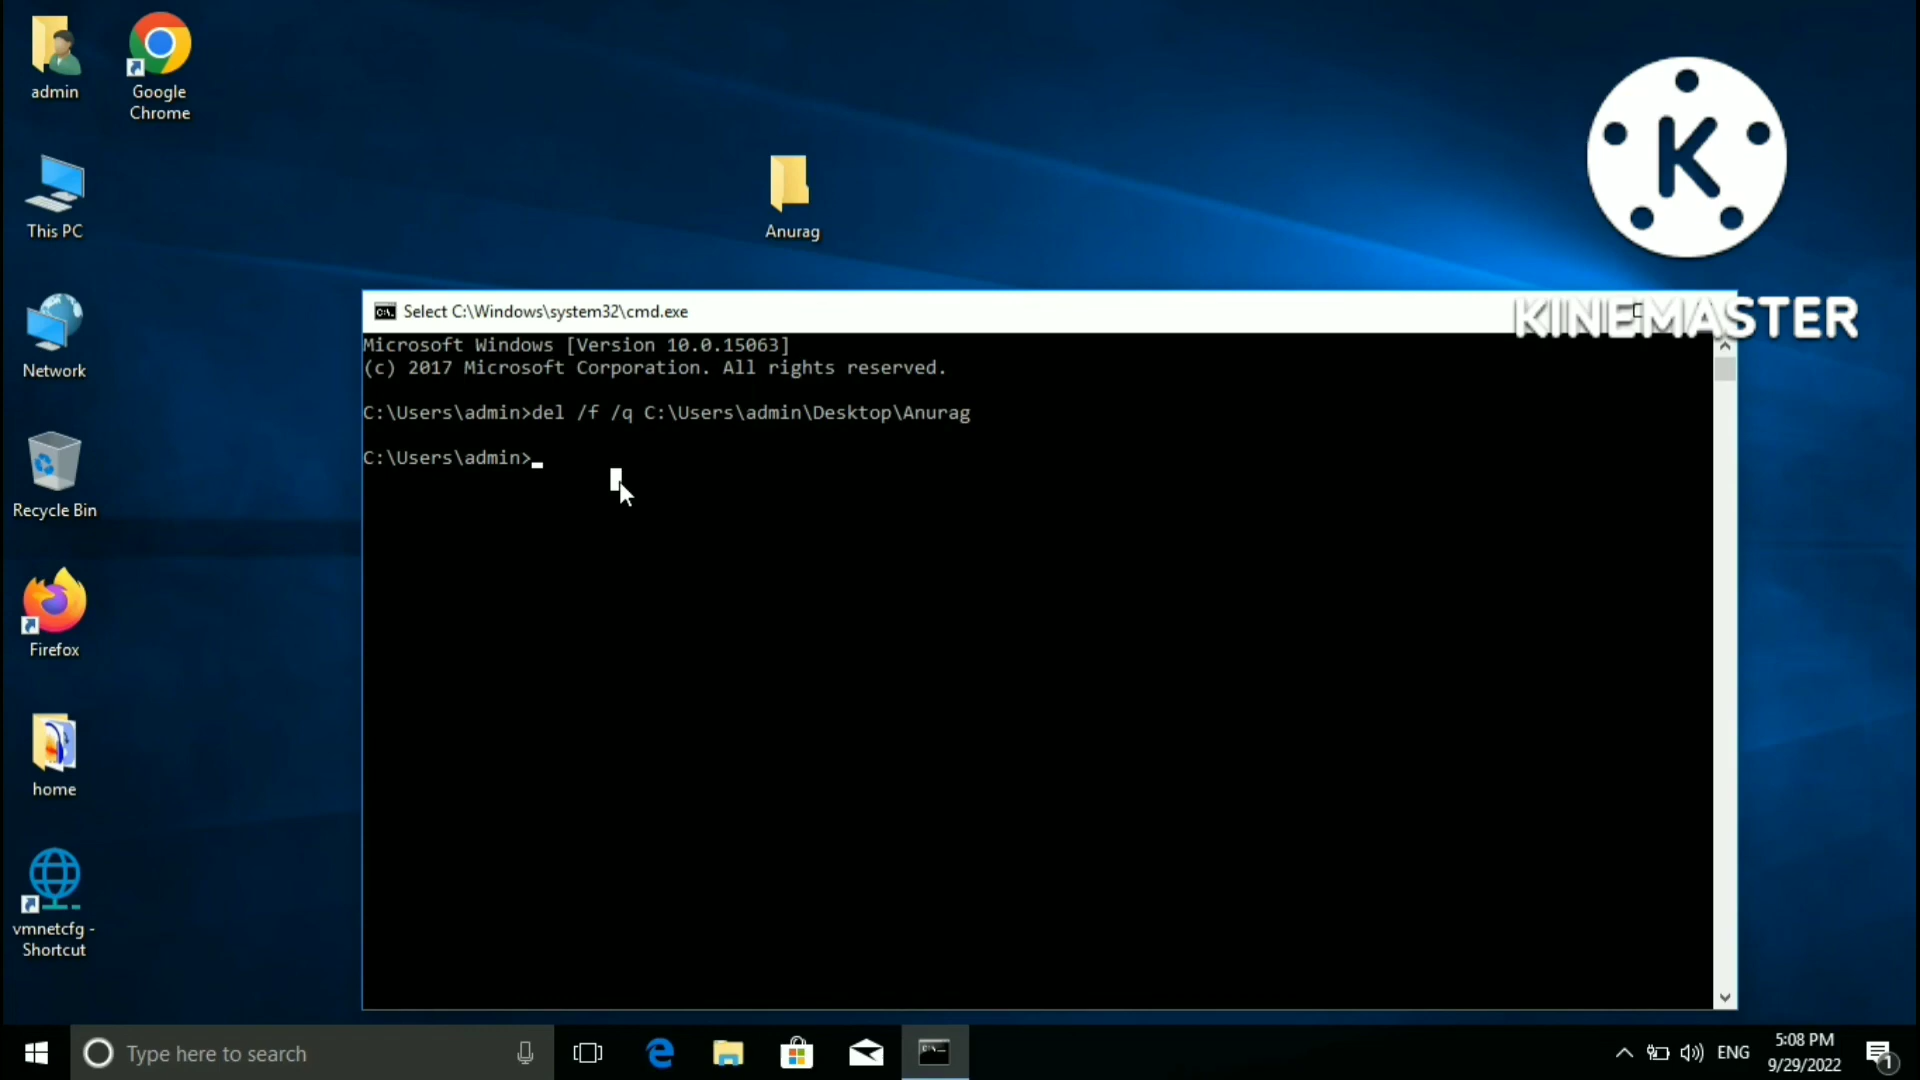 admin
Google
Chrome
This PC
Anurag
K
KINEMASTER
Network
Select C:\Windows\system32\cmd.exe
Microsoft Windows [Version 10.0.15063]
(c) 2017 Microsoft Corporation. All rights reserved.
C:\Users\admin>del /f /q C:\Users\admin\Desktop\Anurag
C:\Users\admin>
Recycle Bin
Firefox
home
vmnetcfg -
Shortcut
Type here to search
ENG
5:08 PM
9/29/2022
1